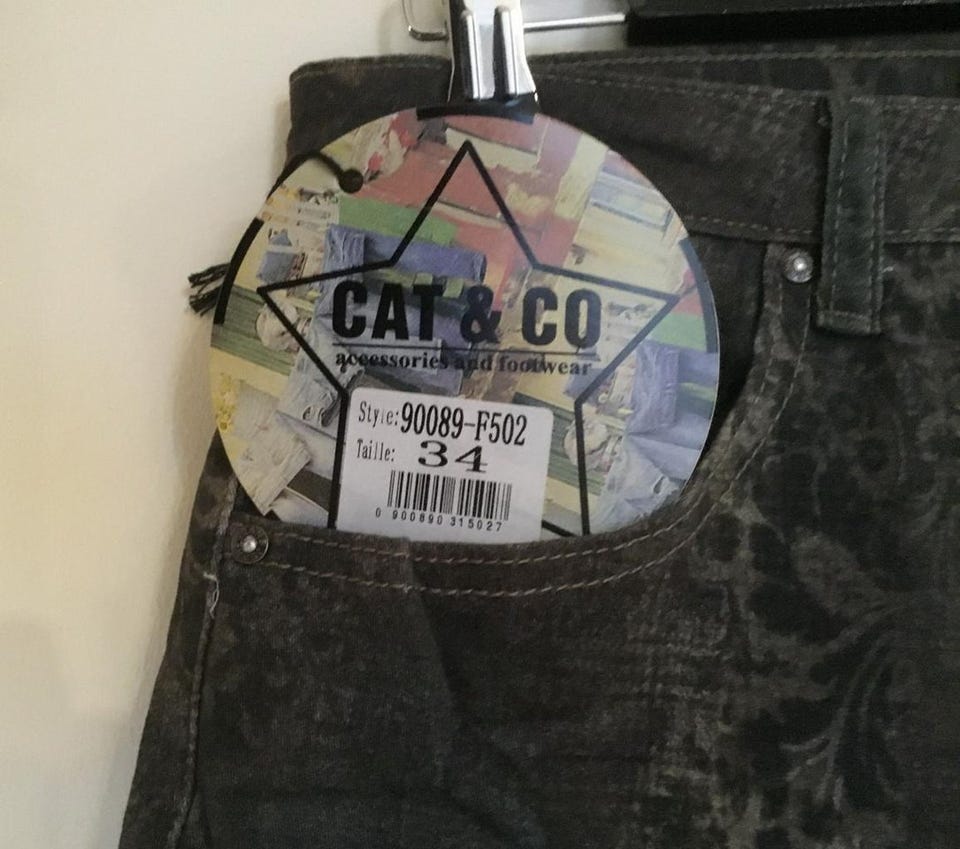 CAT & CO
accessories and footwear
Style: 90089-F502
Taille: 34
0 900890 315027